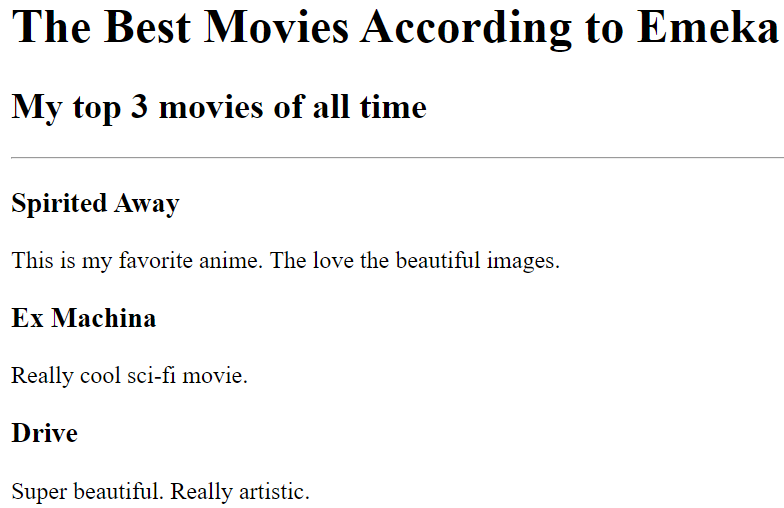 The Best Movies According to Emeka
My top 3 movies of all time
Spirited Away
This is my favorite anime. The love the beautiful images.
Ex Machina
Really cool sci-fi movie.
Drive
Super beautiful. Really artistic.